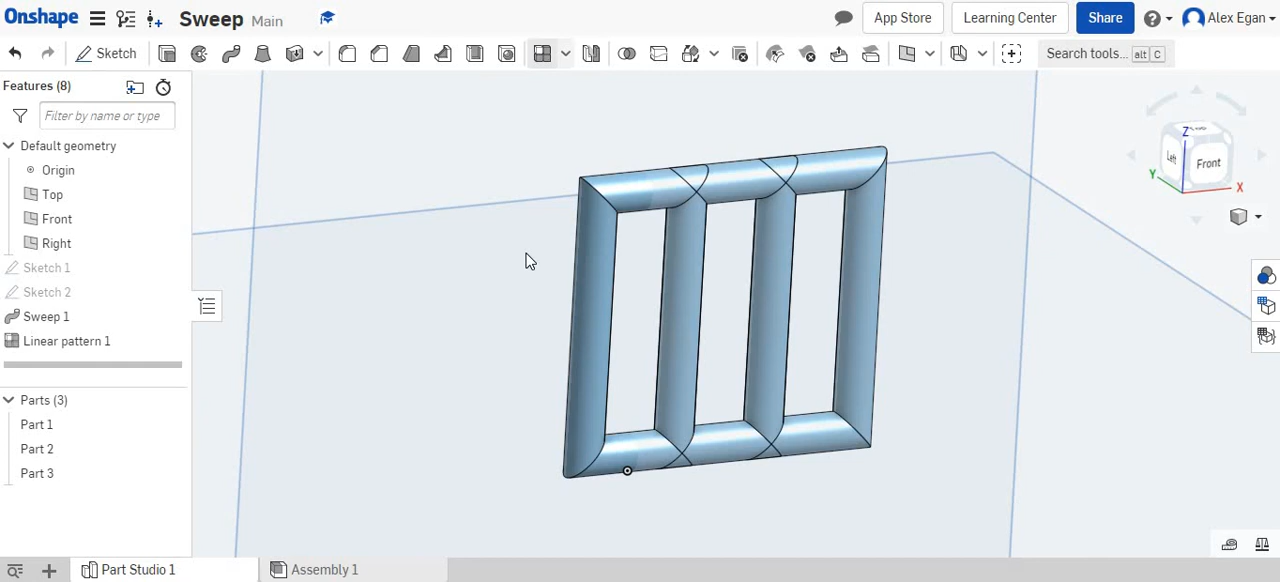 Onshape Sweep Main App Store Learning Center Share Alex Egan
Sketch Search tools... alt C
Features (8)
Filter by name or type
Default geometry
Origin
Top
Front
Right
Sketch 1
Sketch 2
Sweep 1
Linear pattern 1
Parts (3)
Part 1
Part 2
Part 3
Z
Left Front
Y X
Part Studio 1 Assembly 1